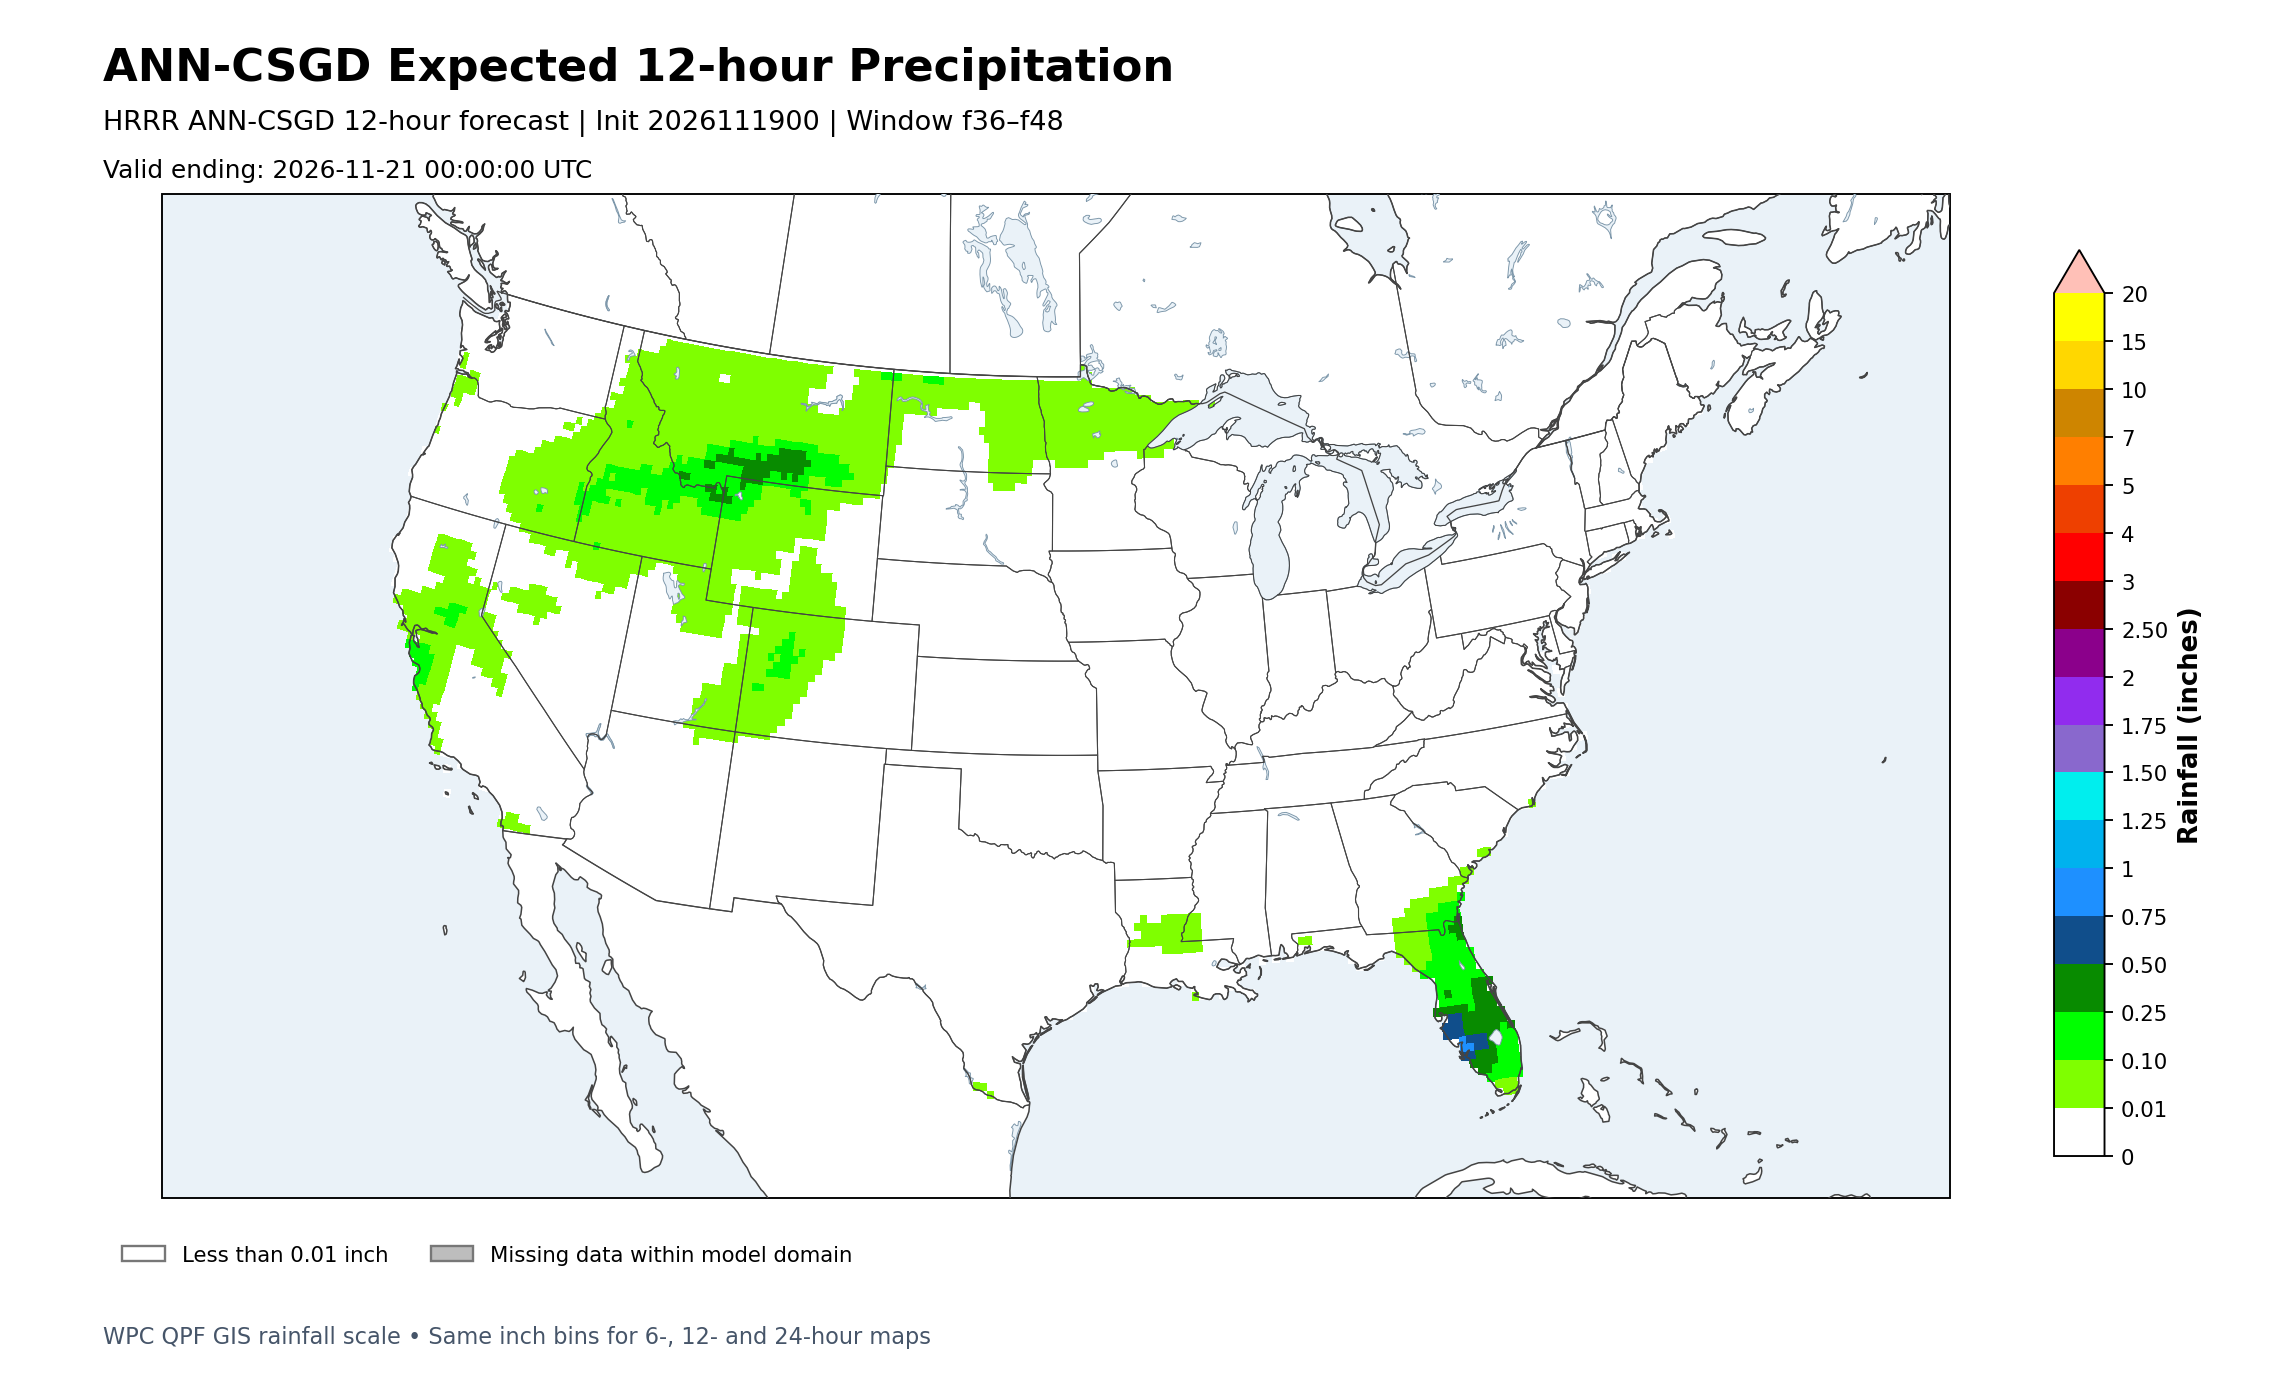 ANN-CSGD Expected 12-hour Precipitation
HRRR ANN-CSGD 12-hour forecast | Init 2026111900 | Window f36–f48
Valid ending: 2026-11-21 00:00:00 UTC
20
15
10
7
5
4
3
2.50
2
1.75
1.50
1.25
1
0.75
0.50
0.25
0.10
0.01
0
Rainfall (inches)
Less than 0.01 inch
Missing data within model domain
WPC QPF GIS rainfall scale • Same inch bins for 6-, 12- and 24-hour maps